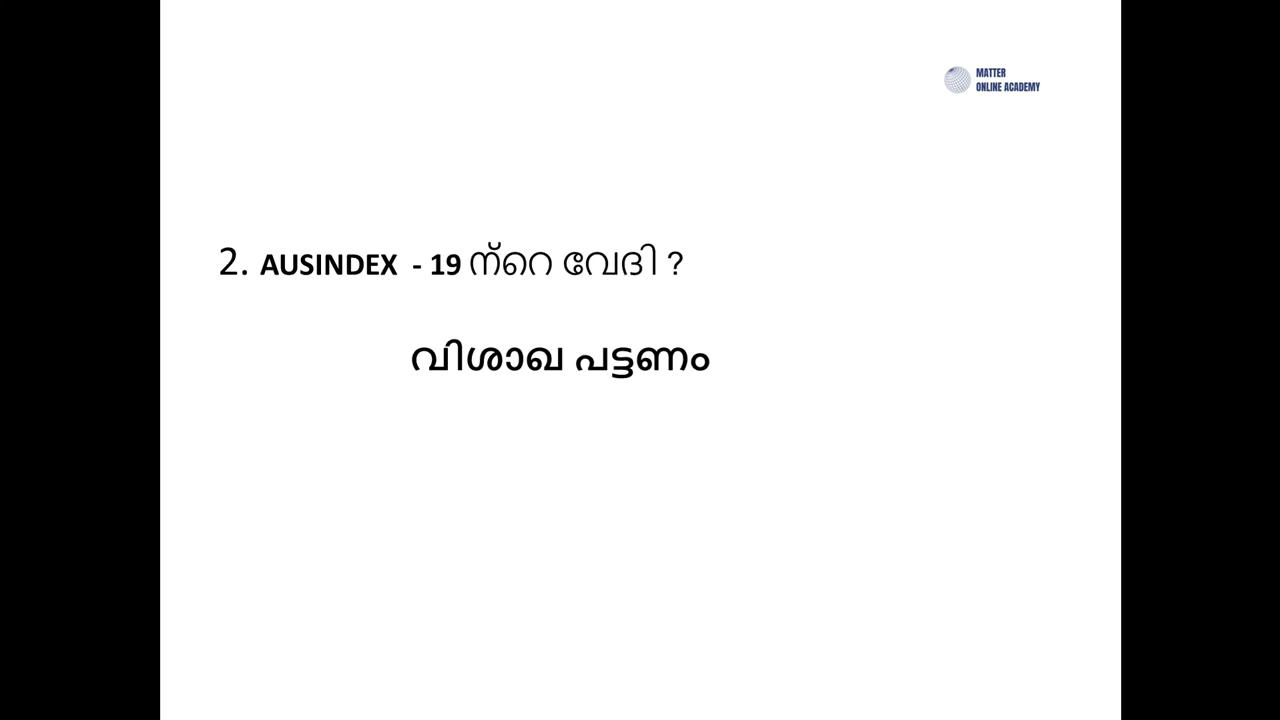 MATTER
ONLINE ACADEMY
2. AUSINDEX - 19 ന്റെ വേദി ?
വിശാഖ പട്ടണം